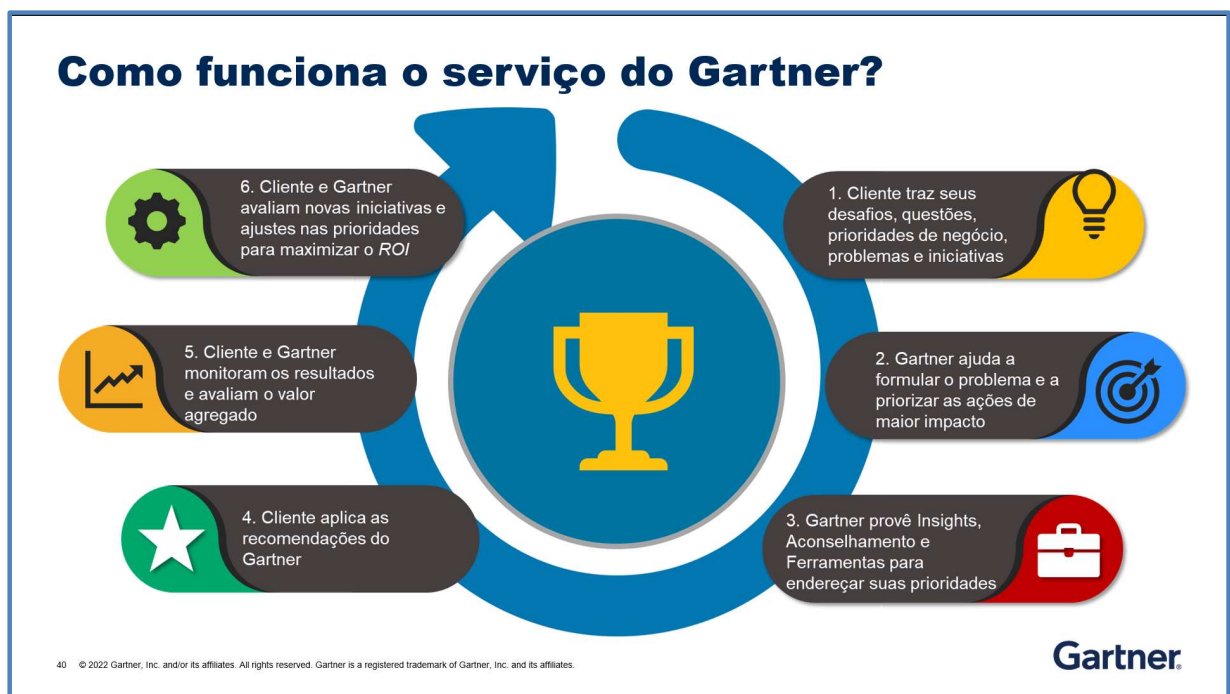 Como funciona o serviço do Gartner?
1. Cliente traz seus
desafios, questões,
prioridades de negócio,
problemas e iniciativas
2. Gartner ajuda a
formular o problema e a
priorizar as ações de
maior impacto
3. Gartner provê Insights,
Aconselhamento e
Ferramentas para
endereçar suas prioridades
4. Cliente aplica as
recomendações do
Gartner
5. Cliente e Gartner
monitoram os resultados
e avaliam o valor
agregado
6. Cliente e Gartner
avaliam novas iniciativas e
ajustes nas prioridades
para maximizar o ROI
40 © 2022 Gartner, Inc. and/or its affiliates. All rights reserved. Gartner is a registered trademark of Gartner, Inc. and its affiliates.
Gartner®